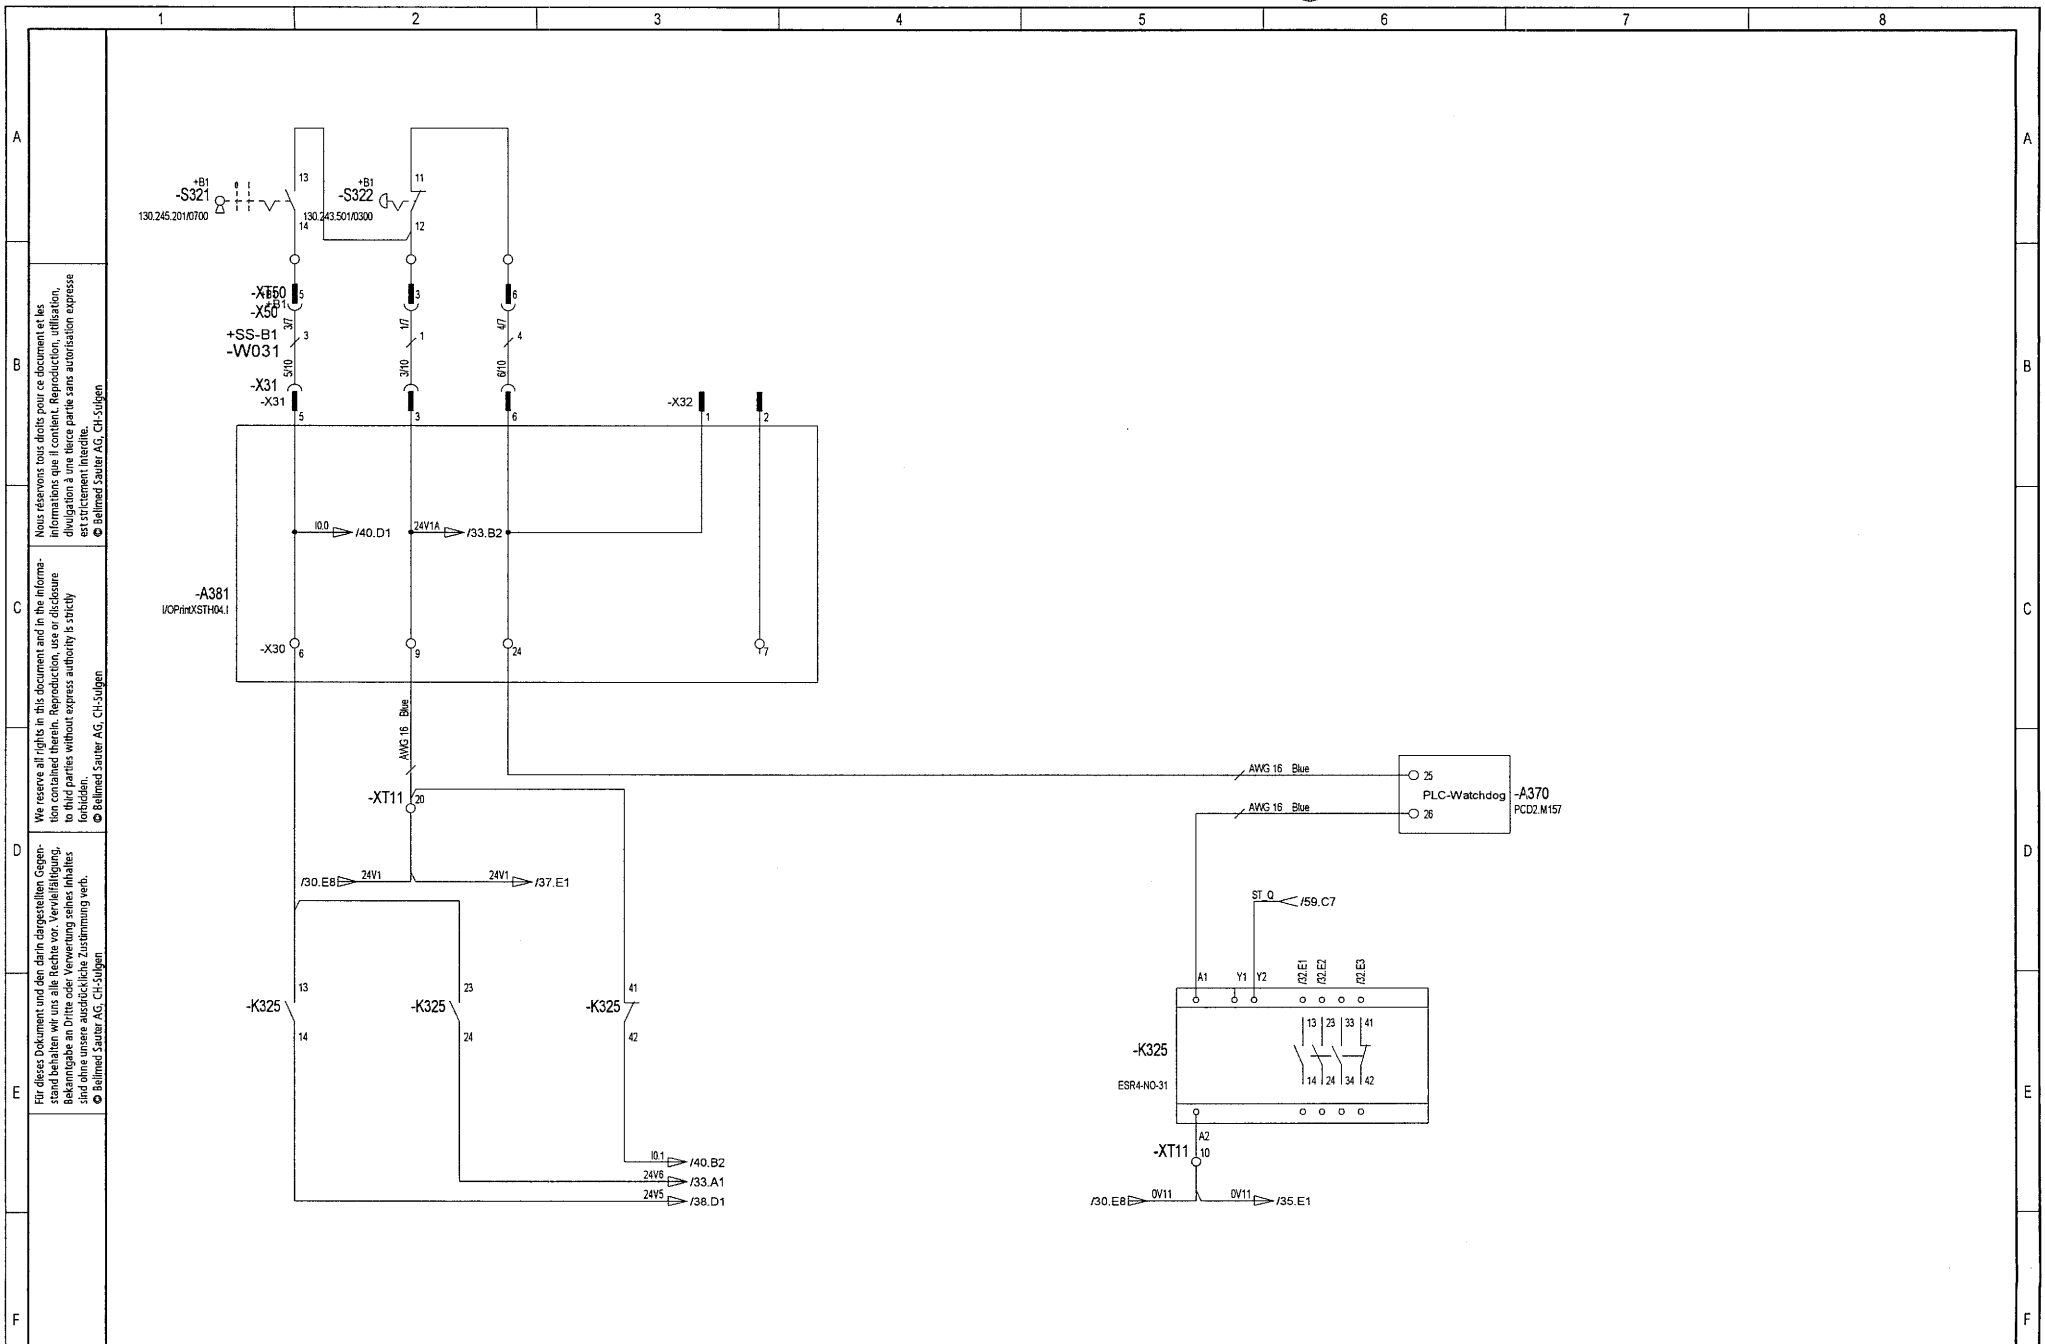 1 2 3 4 5 6 7 8
A
A
13
+B1
-S321
130.245.201/0700
14
11
+B1
-S322
130.243.501/0300
12
-XT50
+B1
-X50
5
3
6
3/7
1/7
4/7
+SS-B1
-W031
3
1
4
5/10
3/10
6/10
B
B
-X31
-X31
5
3
6
-X32
1
2
I0.0
/40.D1
24V1A
/33.B2
-A381
I/OPrintXSTH04.I
C
C
-X30
6
9
24
7
AWG 16 Blue
-XT11
20
AWG 16 Blue
25
PLC-Watchdog
-A370
PCD2.M157
AWG 16 Blue
26
D
D
/30.E8
24V1
24V1
/37.E1
ST_Q
/59.C7
13
-K325
14
23
-K325
24
41
-K325
42
A1
Y1
Y2
/32.E1
/32.E2
/32.E3
13 23 33 41
-K325
ESR4-NO-31
14 24 34 42
E
E
A2
-XT11
10
I0.1
/40.B2
24V6
/33.A1
24V5
/38.D1
/30.E8
0V11
0V11
/35.E1
F
F
Nous réservons tous droits pour ce document et les
informations que il contient. Reproduction, utilisation,
divulgation à une tierce partie sans autorisation expresse
est strictement interdite.
© Belimed Sauter AG, CH-Sulgen
We reserve all rights in this document and in the informa-
tion contained therein. Reproduction, use or disclosure
to third parties without express authority is strictly
forbidden.
© Belimed Sauter AG, CH-Sulgen
Für dieses Dokument und den darin dargestellten Gegen-
stand behalten wir uns alle Rechte vor. Vervielfältigung,
Bekanntgabe an Dritte oder Verwertung seines Inhaltes
sind ohne unsere ausdrückliche Zustimmung verb.
© Belimed Sauter AG, CH-Sulgen